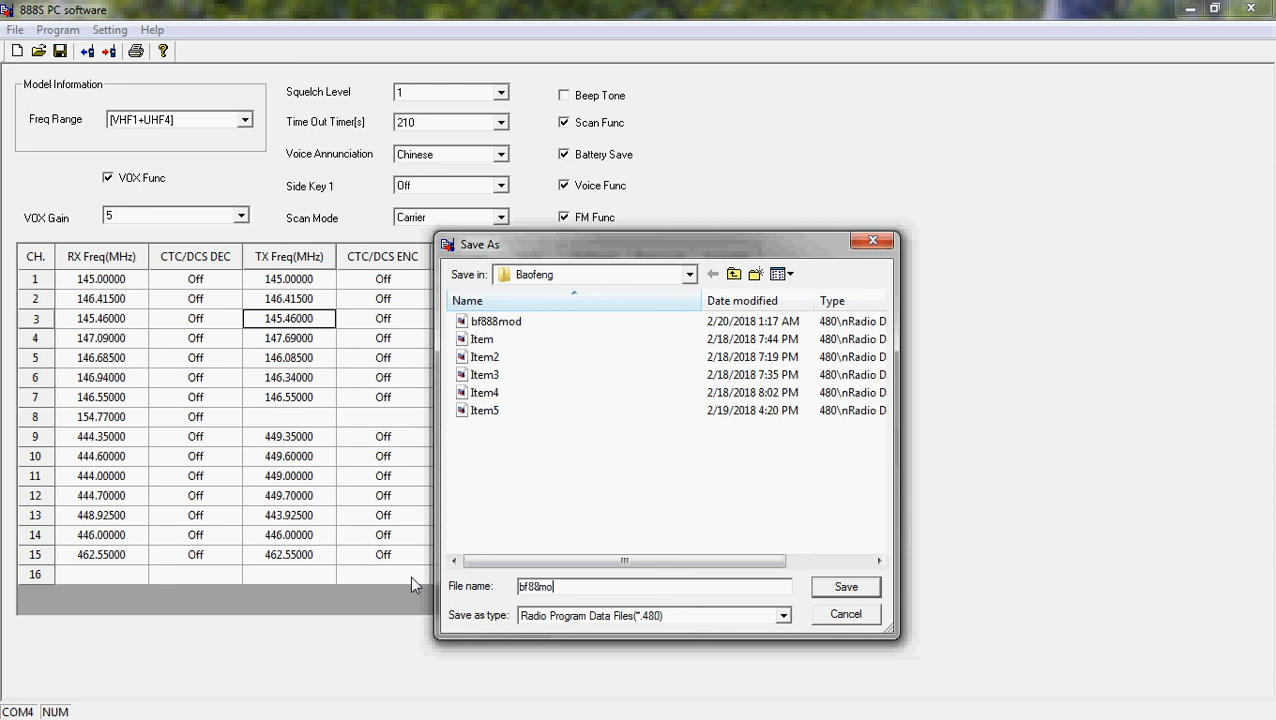 888S PC software
File Program Setting Help
Model Information
Freq Range [VHF1+UHF4]
VOX Func
VOX Gain 5
Squelch Level 1
Time Out Timer[s] 210
Voice Annunciation Chinese
Side Key 1 Off
Scan Mode Carrier
Beep Tone
Scan Func
Battery Save
Voice Func
FM Func
CH. RX Freq(MHz) CTC/DCS DEC TX Freq(MHz) CTC/DCS ENC
1 145.00000 Off 145.00000 Off
2 146.41500 Off 146.41500 Off
3 145.46000 Off 145.46000 Off
4 147.09000 Off 147.69000 Off
5 146.68500 Off 146.08500 Off
6 146.94000 Off 146.34000 Off
7 146.55000 Off 146.55000 Off
8 154.77000 Off
9 444.35000 Off 449.35000 Off
10 444.60000 Off 449.60000 Off
11 444.00000 Off 449.00000 Off
12 444.70000 Off 449.70000 Off
13 448.92500 Off 443.92500 Off
14 446.00000 Off 446.00000 Off
15 462.55000 Off 462.55000 Off
16
Save As
Save in: Baofeng
Name Date modified Type
bf888mod 2/20/2018 1:17 AM 480\nRadio D
Item 2/18/2018 7:44 PM 480\nRadio D
Item2 2/18/2018 7:19 PM 480\nRadio D
Item3 2/18/2018 7:35 PM 480\nRadio D
Item4 2/18/2018 8:02 PM 480\nRadio D
Item5 2/19/2018 4:20 PM 480\nRadio D
File name: bf88mo Save
Save as type: Radio Program Data Files(*.480) Cancel
COM4 NUM